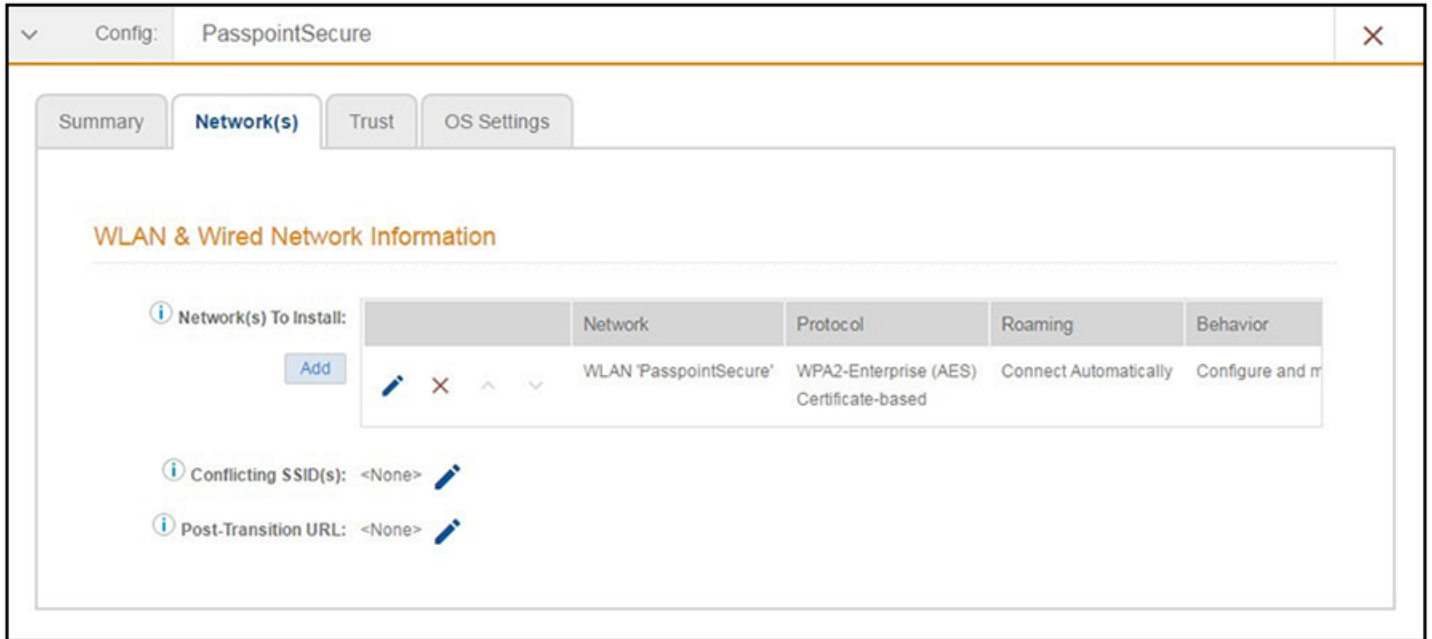 Config: PasspointSecure
Summary Network(s) Trust OS Settings
WLAN & Wired Network Information
Network(s) To Install: Network Protocol Roaming Behavior
Add WLAN 'PasspointSecure' WPA2-Enterprise (AES) Connect Automatically Configure and m
Certificate-based
Conflicting SSID(s): <None>
Post-Transition URL: <None>